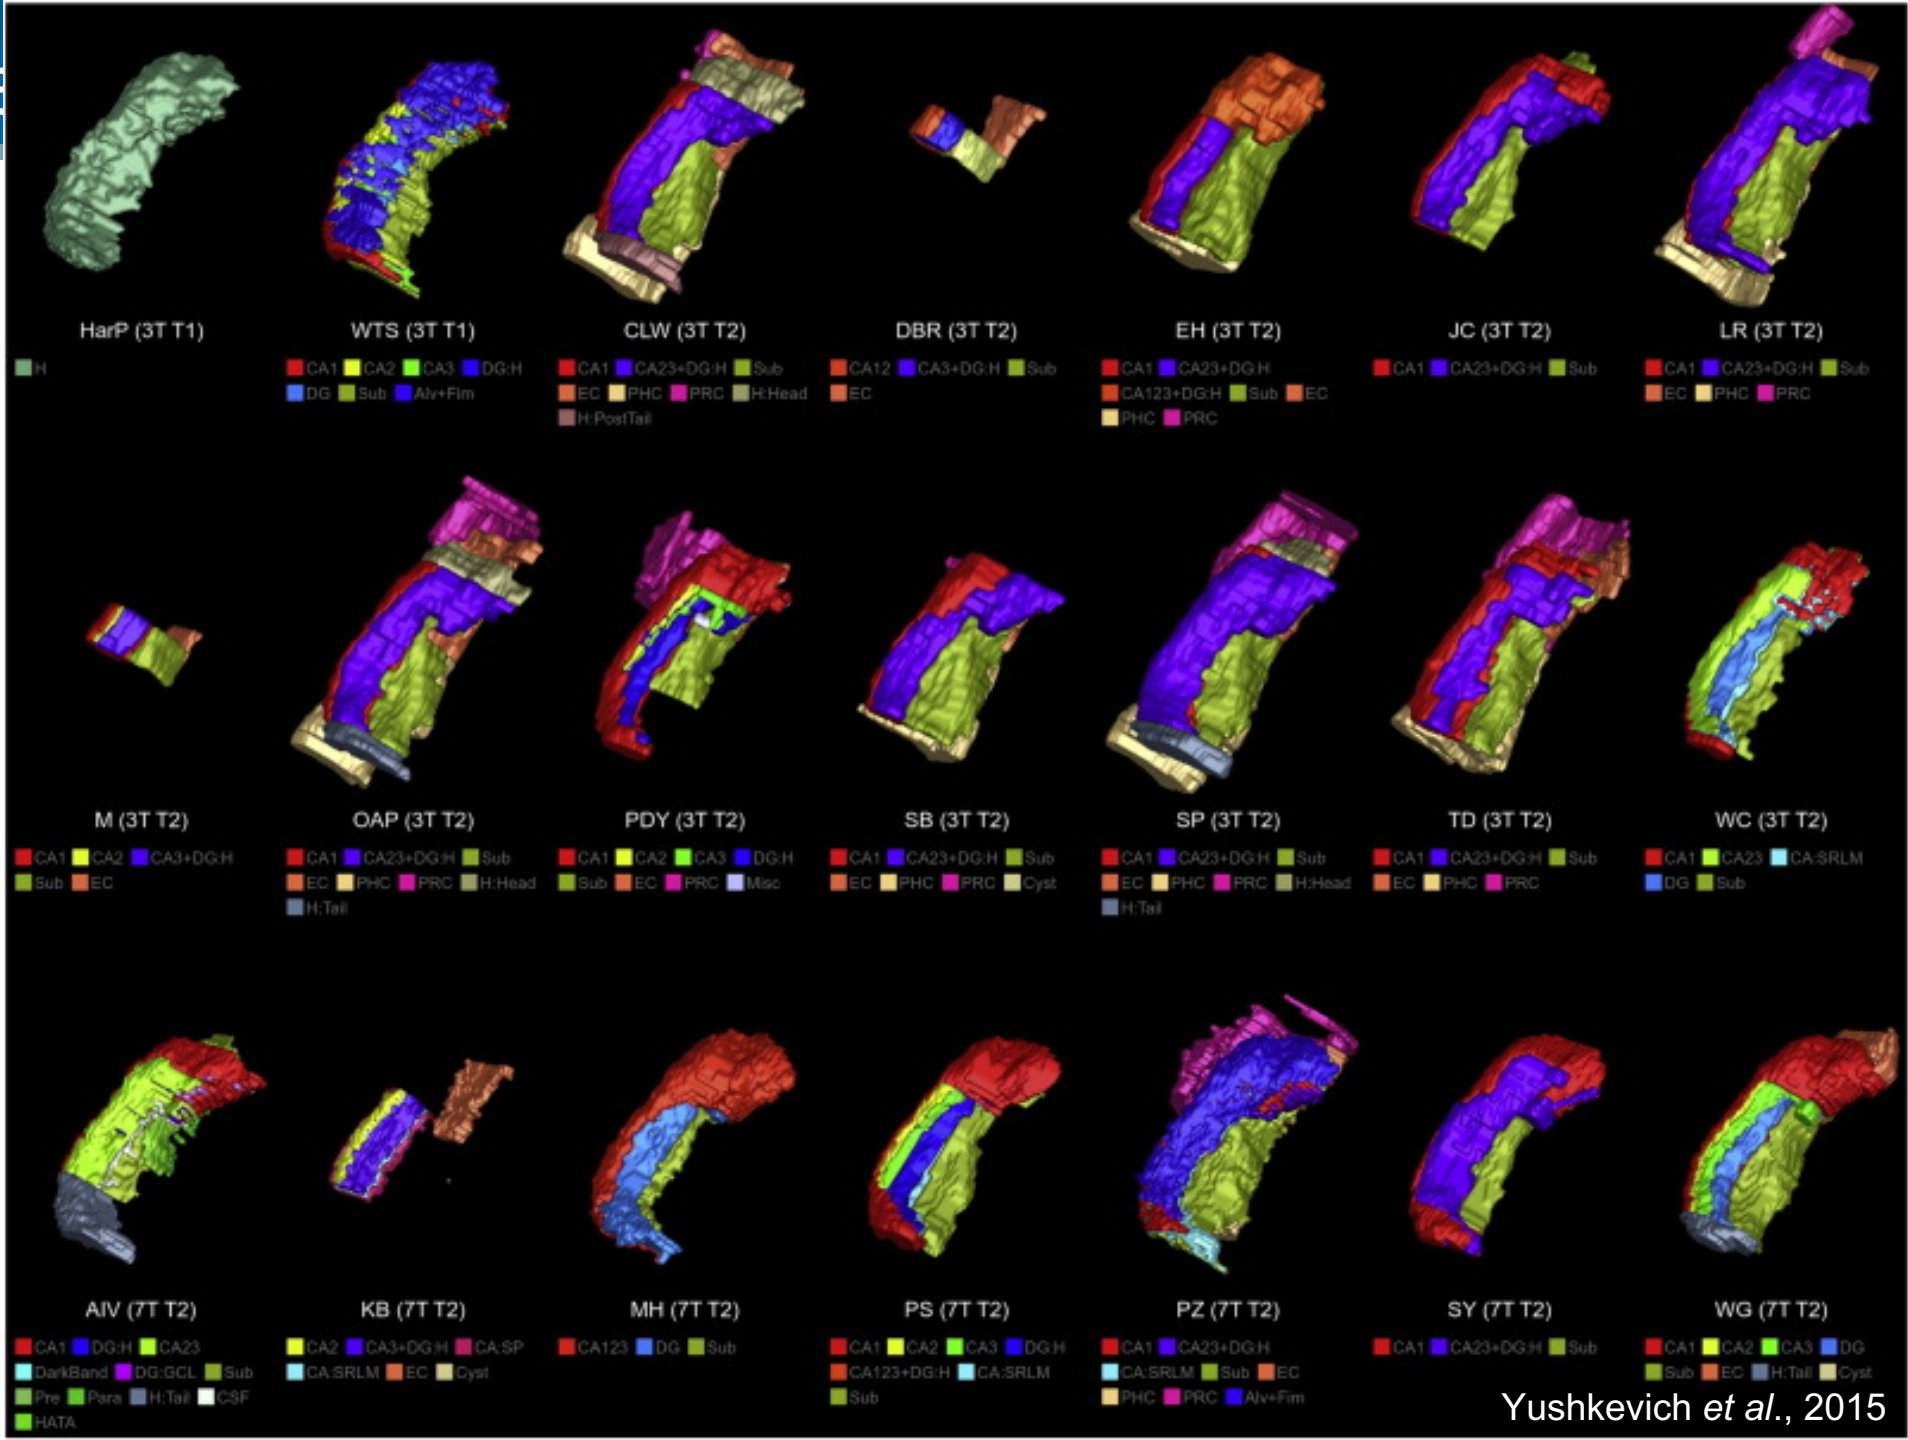 HarP (3T T1) WTS (3T T1) CLW (3T T2) DBR (3T T2) EH (3T T2) JC (3T T2) LR (3T T2)
H CA1 CA2 CA3 DG:H CA1 CA23+DG:H Sub CA12 CA3+DG:H Sub CA1 CA23+DG:H CA1 CA23+DG:H Sub CA1 CA23+DG:H Sub
DG Sub Alv+Fim EC PHC PRC H:Head EC CA123+DG:H Sub EC EC PHC PRC
H:PostTail PHC PRC
M (3T T2) OAP (3T T2) PDY (3T T2) SB (3T T2) SP (3T T2) TD (3T T2) WC (3T T2)
CA1 CA2 CA3+DG:H CA1 CA23+DG:H Sub CA1 CA2 CA3 DG:H CA1 CA23+DG:H Sub CA1 CA23+DG:H Sub CA1 CA23+DG:H Sub CA1 CA23 CA:SRLM
Sub EC EC PHC PRC H:Head Sub EC PRC Misc EC PHC PRC Cyst EC PHC PRC H:Head EC PHC PRC DG Sub
H:Tail H:Tail
AIV (7T T2) KB (7T T2) MH (7T T2) PS (7T T2) PZ (7T T2) SY (7T T2) WG (7T T2)
CA1 DG:H CA23 CA2 CA3+DG:H CA:SP CA123 DG Sub CA1 CA2 CA3 DG:H CA1 CA23+DG:H CA1 CA23+DG:H Sub CA1 CA2 CA3 DG
DarkBand DG:GCL Sub CA:SRLM EC Cyst CA123+DG:H CA:SRLM CA:SRLM Sub EC Sub EC H:Tail Cyst
Pre Para H:Tail CSF Sub PHC PRC Alv+Fim
HATA
Yushkevich et al., 2015